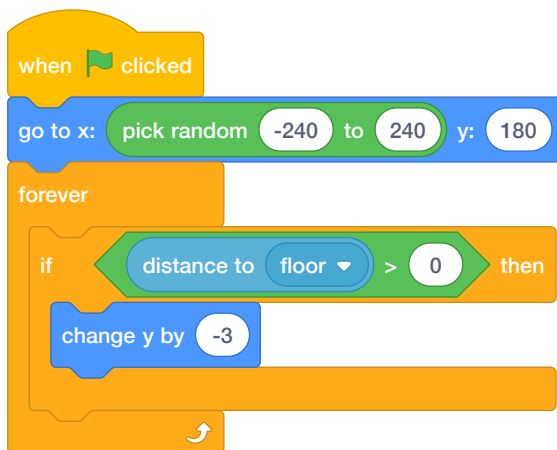 when clicked
go to x: pick random -240 to 240 y: 180
forever
if distance to floor > 0 then
change y by -3